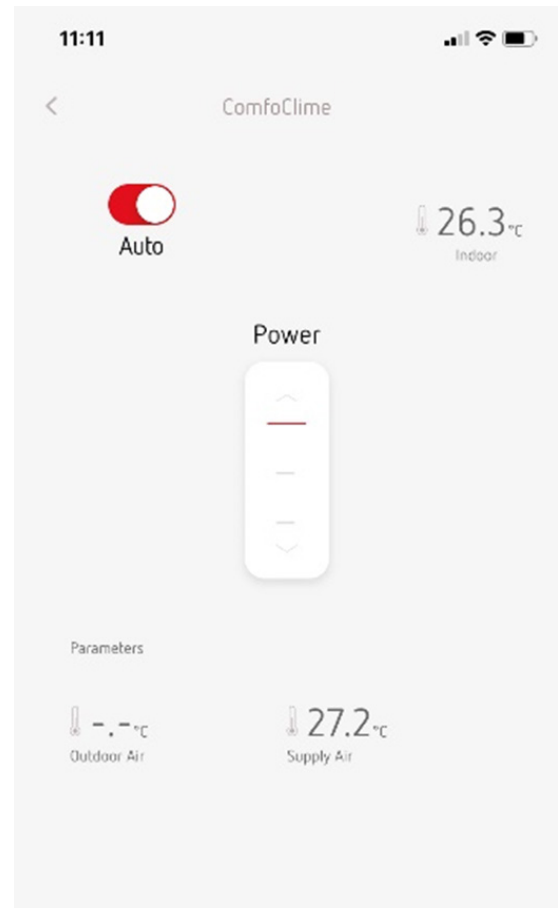 11:11
ComfoClime
Auto
26.3°C
Indoor
Power
Parameters
-.-°C
27.2°C
Outdoor Air
Supply Air